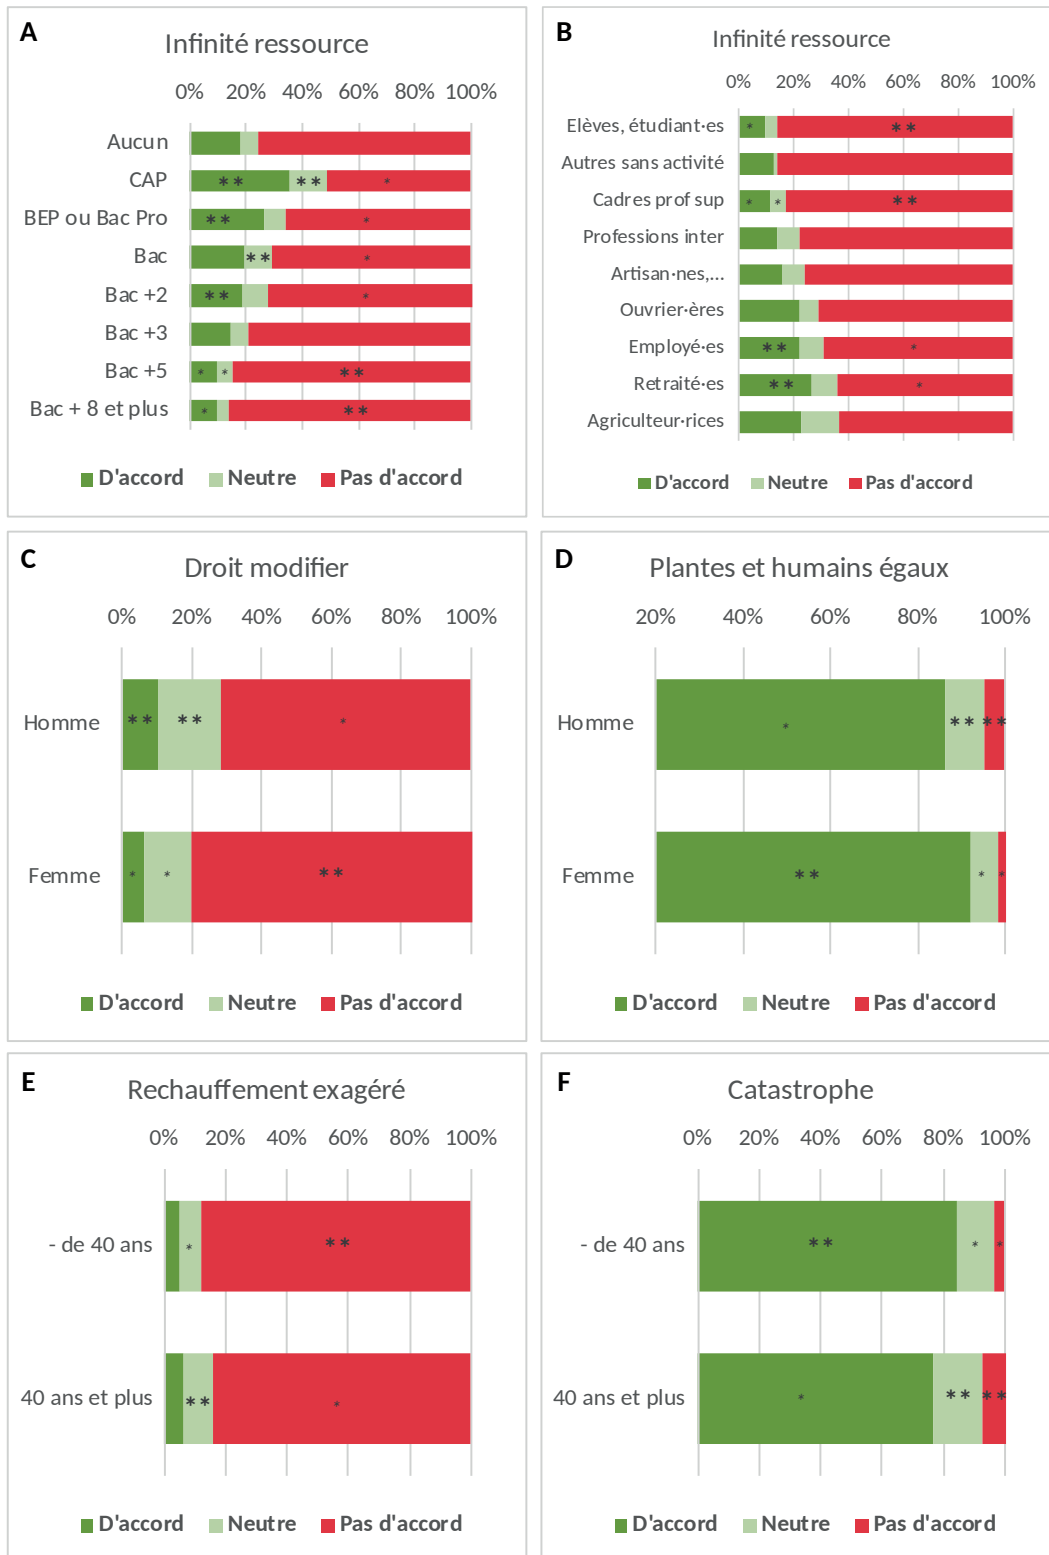 A
Infinité ressource
0% 20% 40% 60% 80% 100%
Aucun
CAP ** ** *
BEP ou Bac Pro ** *
Bac ** *
Bac +2 ** *
Bac +3
Bac +5 * * **
Bac + 8 et plus * **
D'accord Neutre Pas d'accord
B
Infinité ressource
0% 20% 40% 60% 80% 100%
Elèves, étudiant·es * **
Autres sans activité
Cadres prof sup * * **
Professions inter
Artisan·nes,...
Ouvrier·ères
Employé·es ** *
Retraité·es ** *
Agriculteur·rices
D'accord Neutre Pas d'accord
C
Droit modifier
0% 20% 40% 60% 80% 100%
Homme ** ** *
Femme * * **
D'accord Neutre Pas d'accord
D
Plantes et humains égaux
20% 40% 60% 80% 100%
Homme * ** **
Femme ** * *
D'accord Neutre Pas d'accord
E
Rechauffement exagéré
0% 20% 40% 60% 80% 100%
- de 40 ans * **
40 ans et plus ** *
D'accord Neutre Pas d'accord
F
Catastrophe
0% 20% 40% 60% 80% 100%
- de 40 ans ** * *
40 ans et plus * ** **
D'accord Neutre Pas d'accord